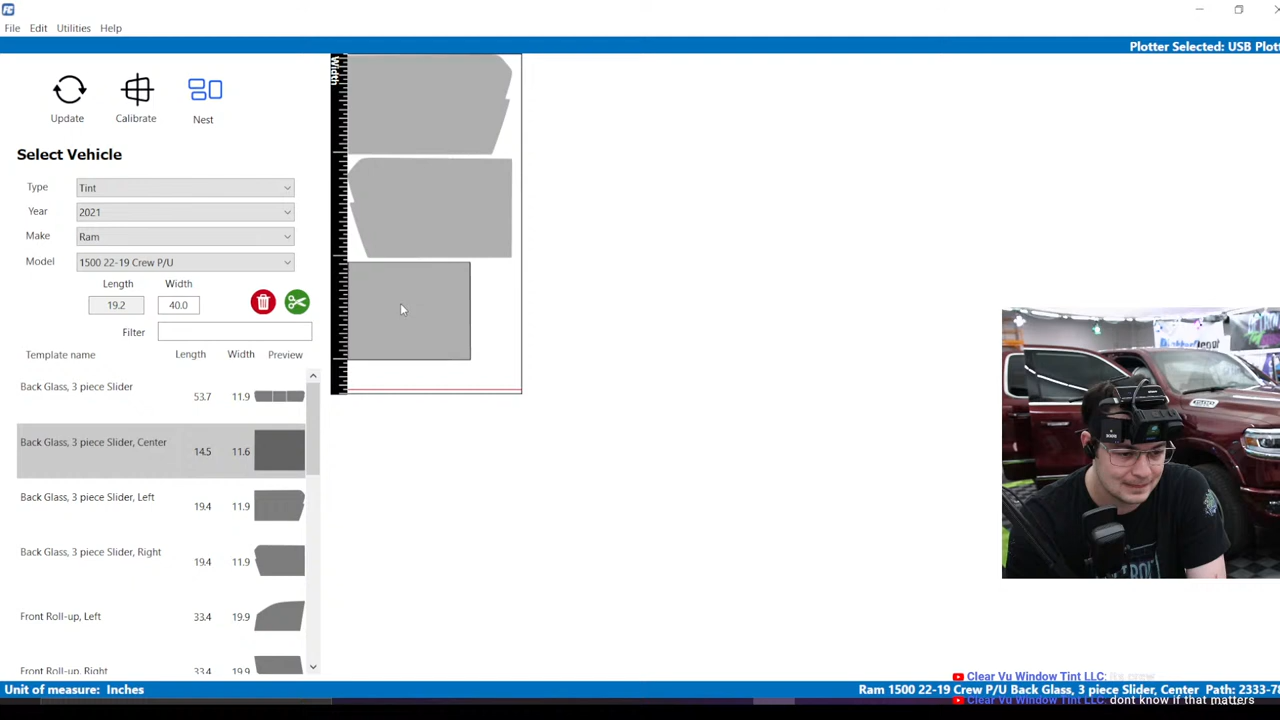 File Edit Utilities Help
Plotter Selected: USB Plott
Update Calibrate Nest
Width
Select Vehicle
Type Tint
Year 2021
Make Ram
Model 1500 22-19 Crew P/U
Length Width
19.2 40.0
Filter
Template name Length Width Preview
Back Glass, 3 piece Slider 53.7 11.9
Back Glass, 3 piece Slider, Center 14.5 11.6
Back Glass, 3 piece Slider, Left 19.4 11.9
Back Glass, 3 piece Slider, Right 19.4 11.9
Front Roll-up, Left 33.4 19.9
Front Roll-up, Right 33.4 19.9
Clear Vu Window Tint LLC:
Unit of measure: Inches
Ram 1500 22-19 Crew P/U Back Glass, 3 piece Slider, Center Path: 2333-78
Clear Vu Window Tint LLC: dont know if that matters